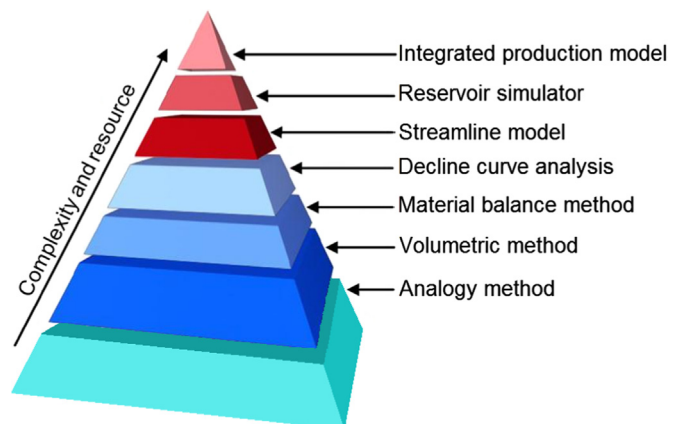 Integrated production model
Reservoir simulator
Streamline model
Decline curve analysis
Material balance method
Volumetric method
Analogy method
Complexity and resource